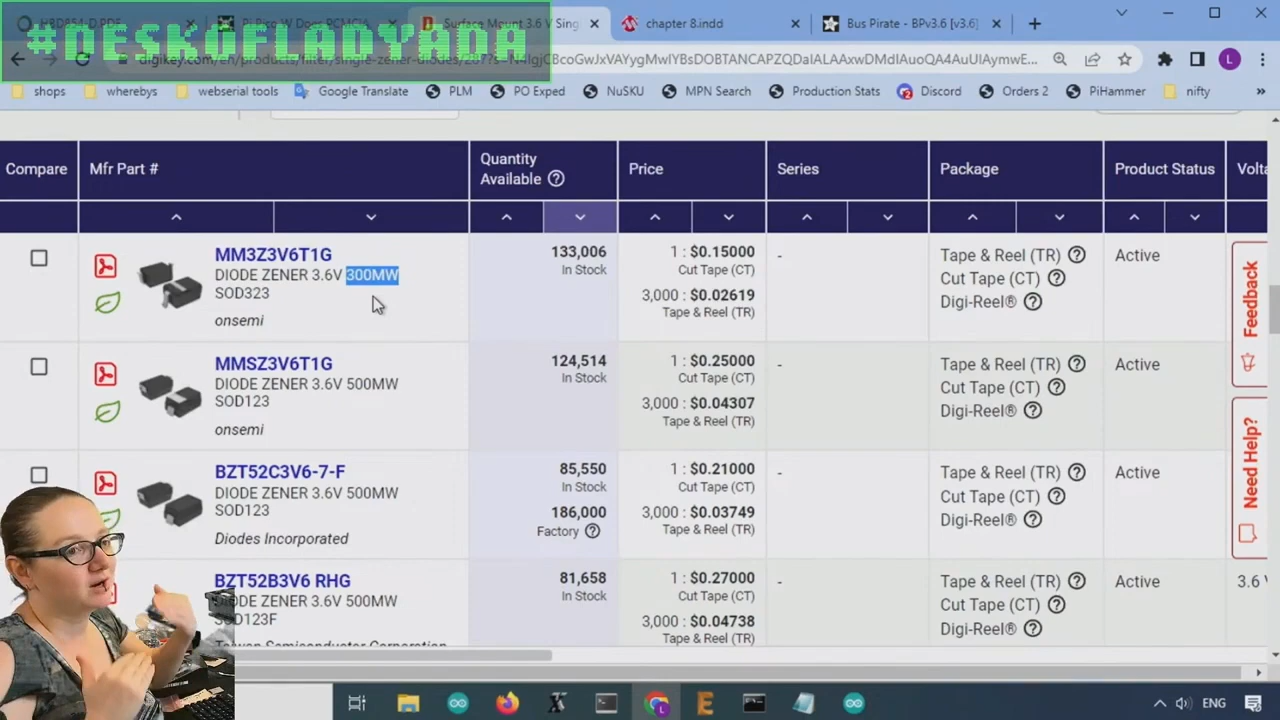 #DESKOFLADYADA
Surface Mount 3.6 V Sing
chapter 8.indd
Bus Pirate - BPv3.6 [v3.6]
shops
wherebys
webserial tools
Google Translate
PLM
PO Exped
NuSKU
MPN Search
Production Stats
Discord
Orders 2
PiHammer
nifty
»
Compare
Mfr Part #
Quantity
Available
Price
Series
Package
Product Status
Volta
MM3Z3V6T1G
DIODE ZENER 3.6V 300MW
SOD323
onsemi
133,006
In Stock
1 : $0.15000
Cut Tape (CT)
3,000 : $0.02619
Tape & Reel (TR)
-
Tape & Reel (TR)
Cut Tape (CT)
Digi-Reel®
Active
MMSZ3V6T1G
DIODE ZENER 3.6V 500MW
SOD123
onsemi
124,514
In Stock
1 : $0.25000
Cut Tape (CT)
3,000 : $0.04307
Tape & Reel (TR)
-
Tape & Reel (TR)
Cut Tape (CT)
Digi-Reel®
Active
BZT52C3V6-7-F
DIODE ZENER 3.6V 500MW
SOD123
Diodes Incorporated
85,550
In Stock
186,000
Factory
1 : $0.21000
Cut Tape (CT)
3,000 : $0.03749
Tape & Reel (TR)
-
Tape & Reel (TR)
Cut Tape (CT)
Digi-Reel®
Active
BZT52B3V6 RHG
DIODE ZENER 3.6V 500MW
SOD123F
Taiwan Semiconductor Corporation
81,658
In Stock
1 : $0.27000
Cut Tape (CT)
3,000 : $0.04738
Tape & Reel (TR)
-
Tape & Reel (TR)
Cut Tape (CT)
Digi-Reel®
Active
3.6 V
Feedback
Need Help?
ENG